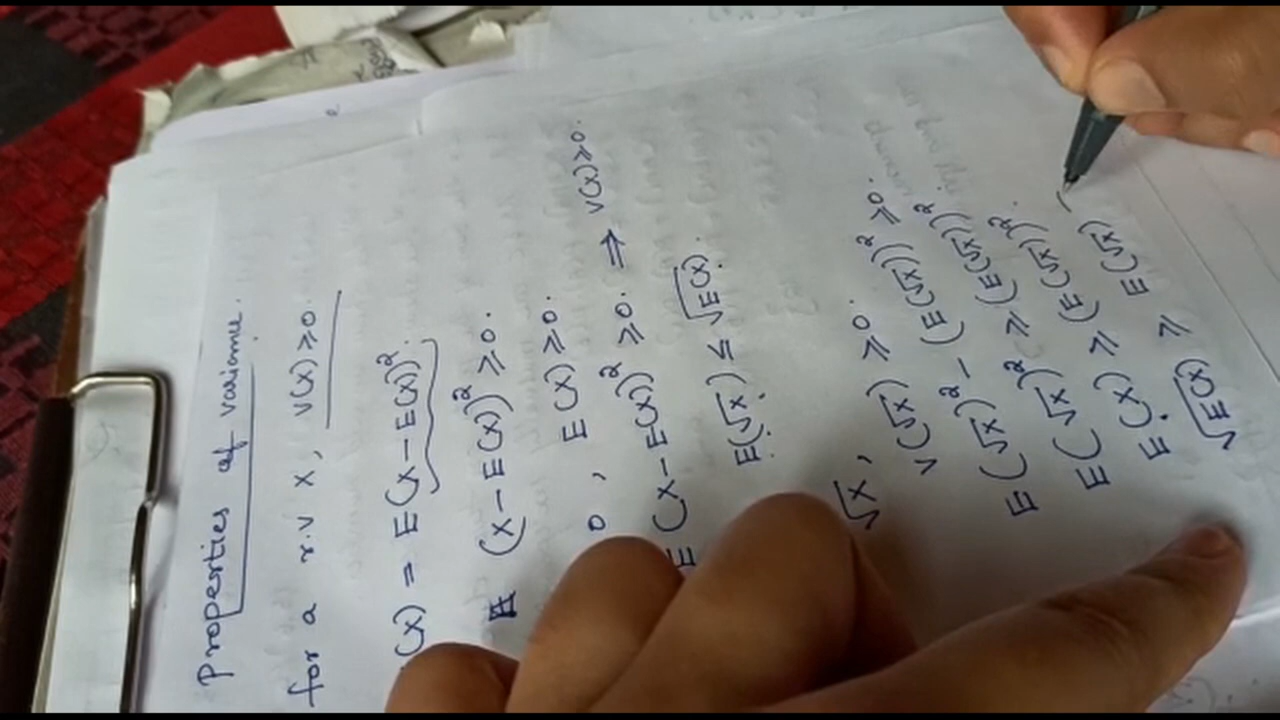 Properties of variance.
for a r.v X, V(X) ≥ 0
(X) = E(X - E(X))².
(X - E(X))² ≥ 0.
0, E(X) ≥ 0.
E(X - E(X))² ≥ 0. ⇒ V(X) ≥ 0.
E(√X) ≤ √E(X).
√X, V(√X) ≥ 0.
E(√X)² - (E(√X))² ≥ 0.
E(√X)² ≥ (E(√X))²
E(X) ≥ (E(√X))².
√E(X) ≥ E(√X) (